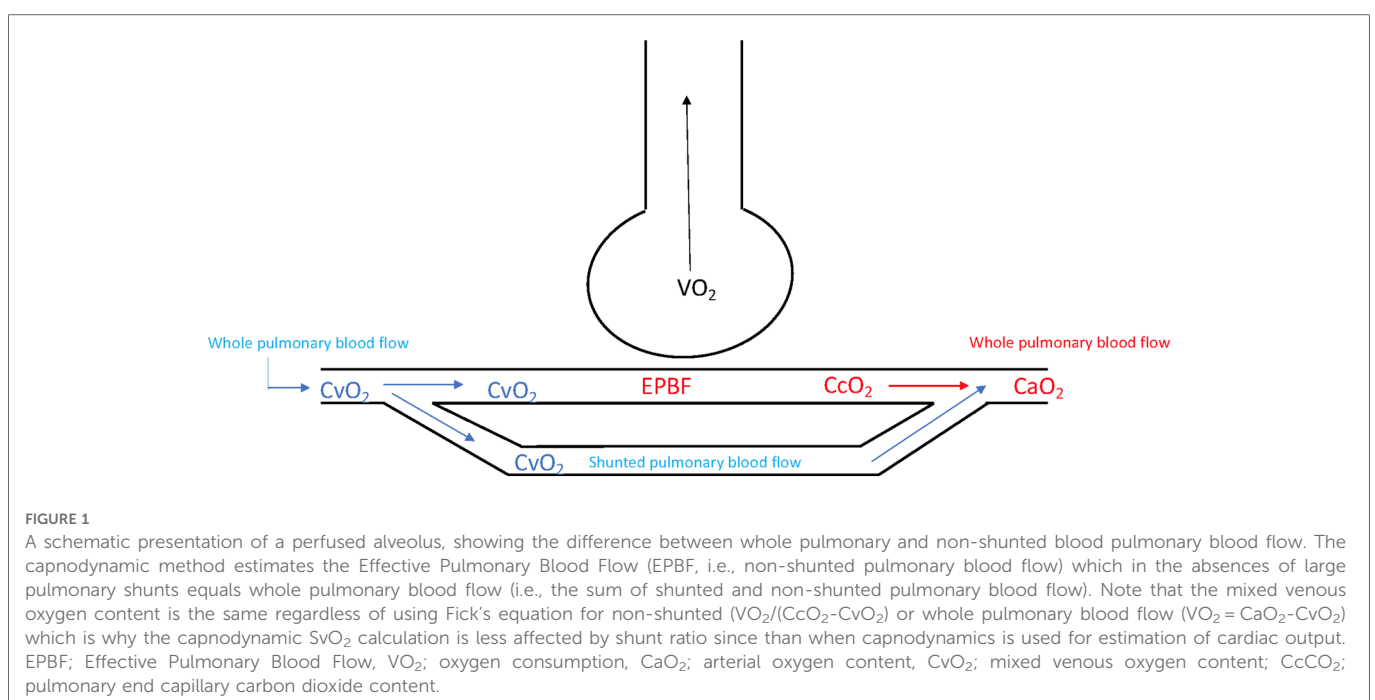 VO₂
Whole pulmonary blood flow
Whole pulmonary blood flow
CvO₂
CvO₂
EPBF
CcO₂
CaO₂
CvO₂
Shunted pulmonary blood flow
FIGURE 1
A schematic presentation of a perfused alveolus, showing the difference between whole pulmonary and non-shunted blood pulmonary blood flow. The
capnodynamic method estimates the Effective Pulmonary Blood Flow (EPBF, i.e., non-shunted pulmonary blood flow) which in the absences of large
pulmonary shunts equals whole pulmonary blood flow (i.e., the sum of shunted and non-shunted pulmonary blood flow). Note that the mixed venous
oxygen content is the same regardless of using Fick's equation for non-shunted (VO₂/(CcO₂-CvO₂) or whole pulmonary blood flow (VO₂ = CaO₂-CvO₂)
which is why the capnodynamic SvO₂ calculation is less affected by shunt ratio since than when capnodynamics is used for estimation of cardiac output.
EPBF; Effective Pulmonary Blood Flow, VO₂; oxygen consumption, CaO₂; arterial oxygen content, CvO₂; mixed venous oxygen content; CcCO₂;
pulmonary end capillary carbon dioxide content.